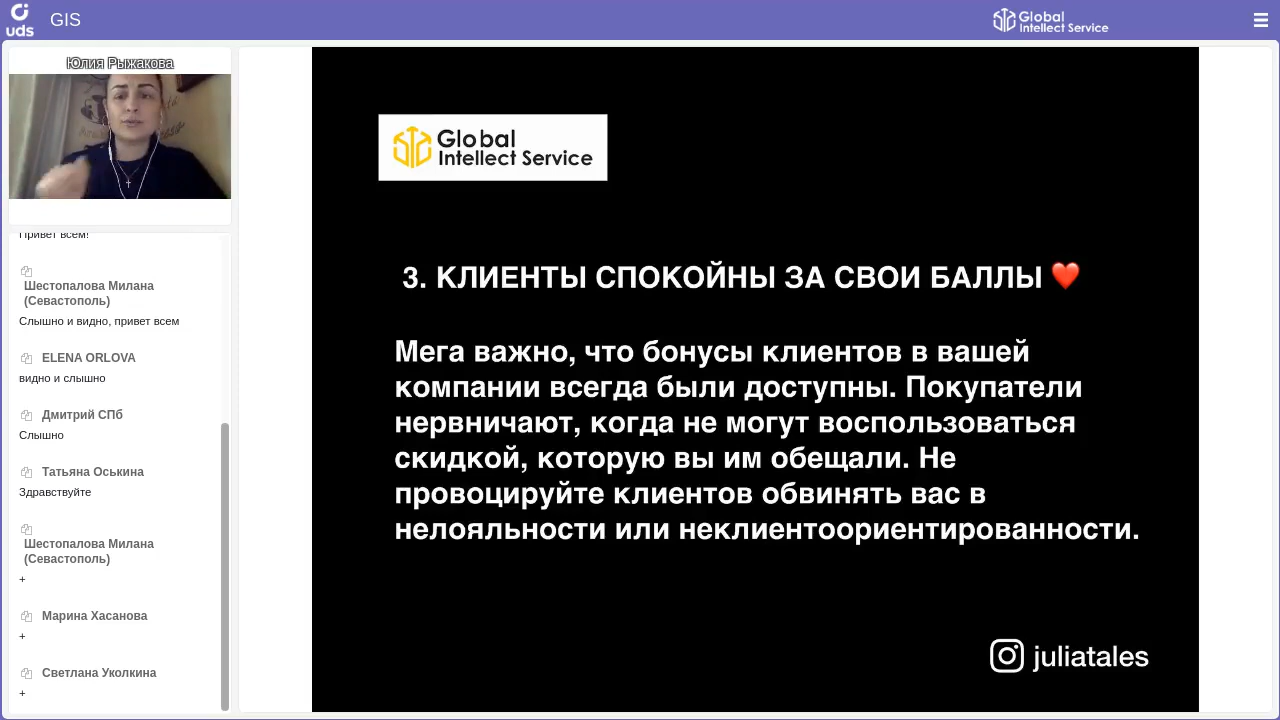 uds
GIS
Global
Intellect Service
Юлия Рыжакова
Привет всем!
Шестопалова Милана
(Севастополь)
Слышно и видно, привет всем
ELENA ORLOVA
видно и слышно
Дмитрий СПб
Слышно
Татьяна Оськина
Здравствуйте
Шестопалова Милана
(Севастополь)
+
Марина Хасанова
+
Светлана Уколкина
+
Global
Intellect Service
3. КЛИЕНТЫ СПОКОЙНЫ ЗА СВОИ БАЛЛЫ ❤️
Мега важно, что бонусы клиентов в вашей
компании всегда были доступны. Покупатели
нервничают, когда не могут воспользоваться
скидкой, которую вы им обещали. Не
провоцируйте клиентов обвинять вас в
нелояльности или неклиентоориентированности.
juliatales